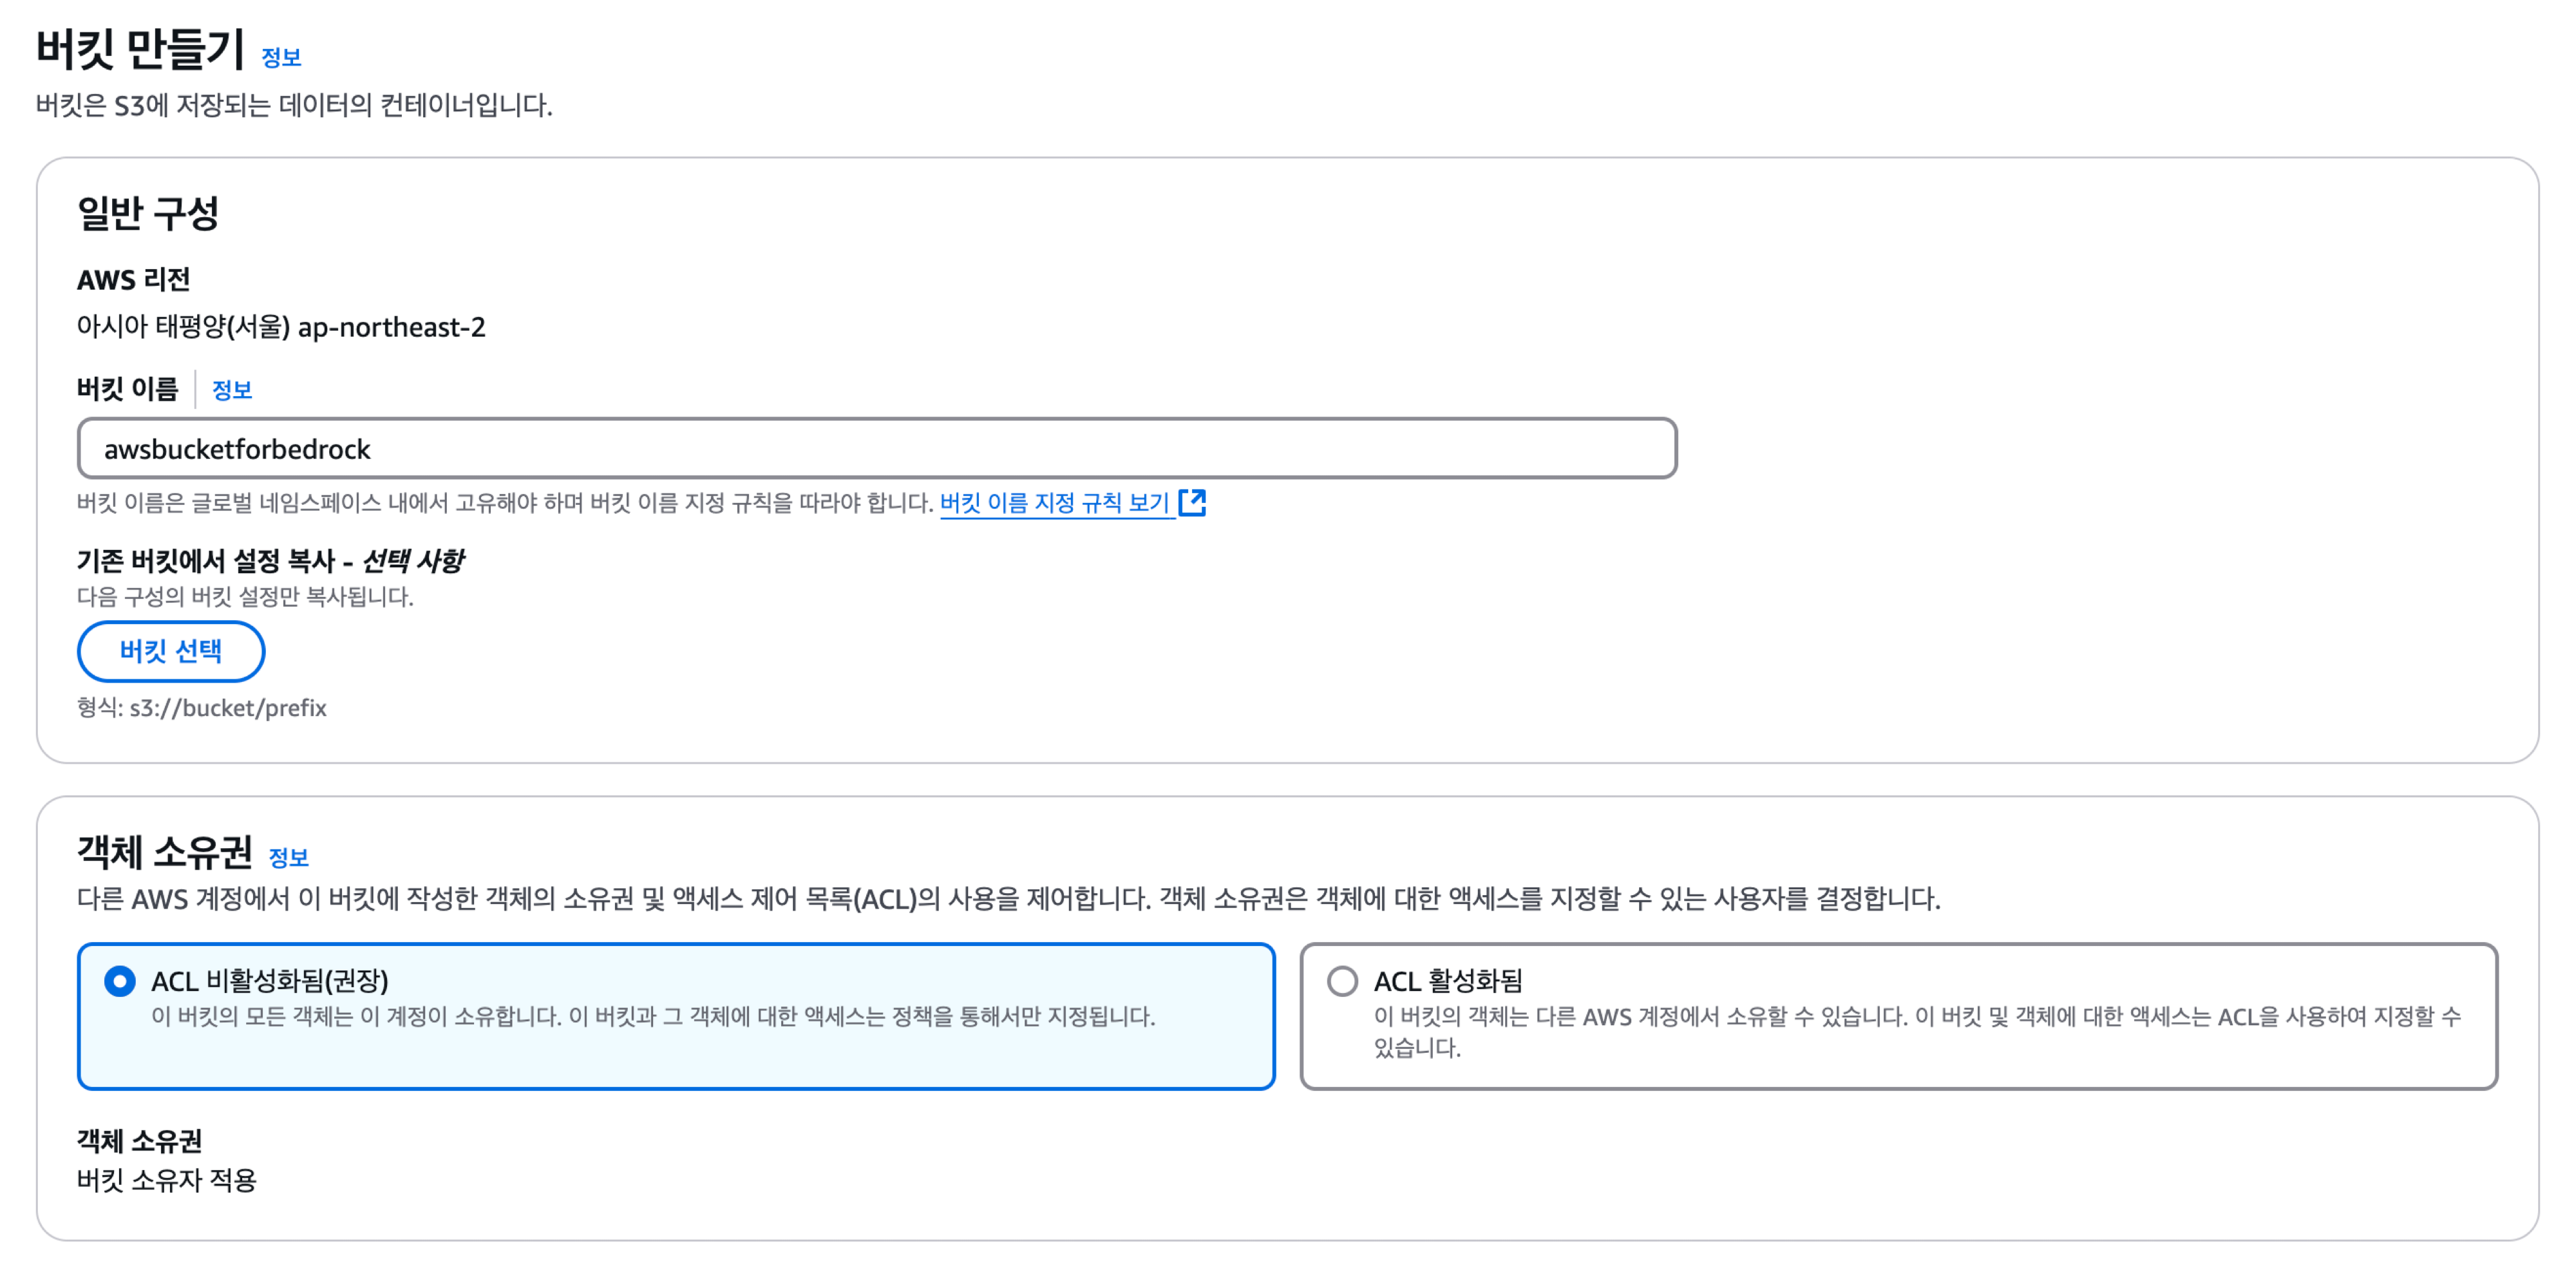 버킷 만들기 정보
버킷은 S3에 저장되는 데이터의 컨테이너입니다.
일반 구성
AWS 리전
아시아 태평양(서울) ap-northeast-2
버킷 이름 정보
awsbucketforbedrock
버킷 이름은 글로벌 네임스페이스 내에서 고유해야 하며 버킷 이름 지정 규칙을 따라야 합니다. 버킷 이름 지정 규칙 보기
기존 버킷에서 설정 복사 - 선택 사항
다음 구성의 버킷 설정만 복사됩니다.
버킷 선택
형식: s3://bucket/prefix
객체 소유권 정보
다른 AWS 계정에서 이 버킷에 작성한 객체의 소유권 및 액세스 제어 목록(ACL)의 사용을 제어합니다. 객체 소유권은 객체에 대한 액세스를 지정할 수 있는 사용자를 결정합니다.
ACL 비활성화됨(권장)
이 버킷의 모든 객체는 이 계정이 소유합니다. 이 버킷과 그 객체에 대한 액세스는 정책을 통해서만 지정됩니다.
ACL 활성화됨
이 버킷의 객체는 다른 AWS 계정에서 소유할 수 있습니다. 이 버킷 및 객체에 대한 액세스는 ACL을 사용하여 지정할 수
있습니다.
객체 소유권
버킷 소유자 적용